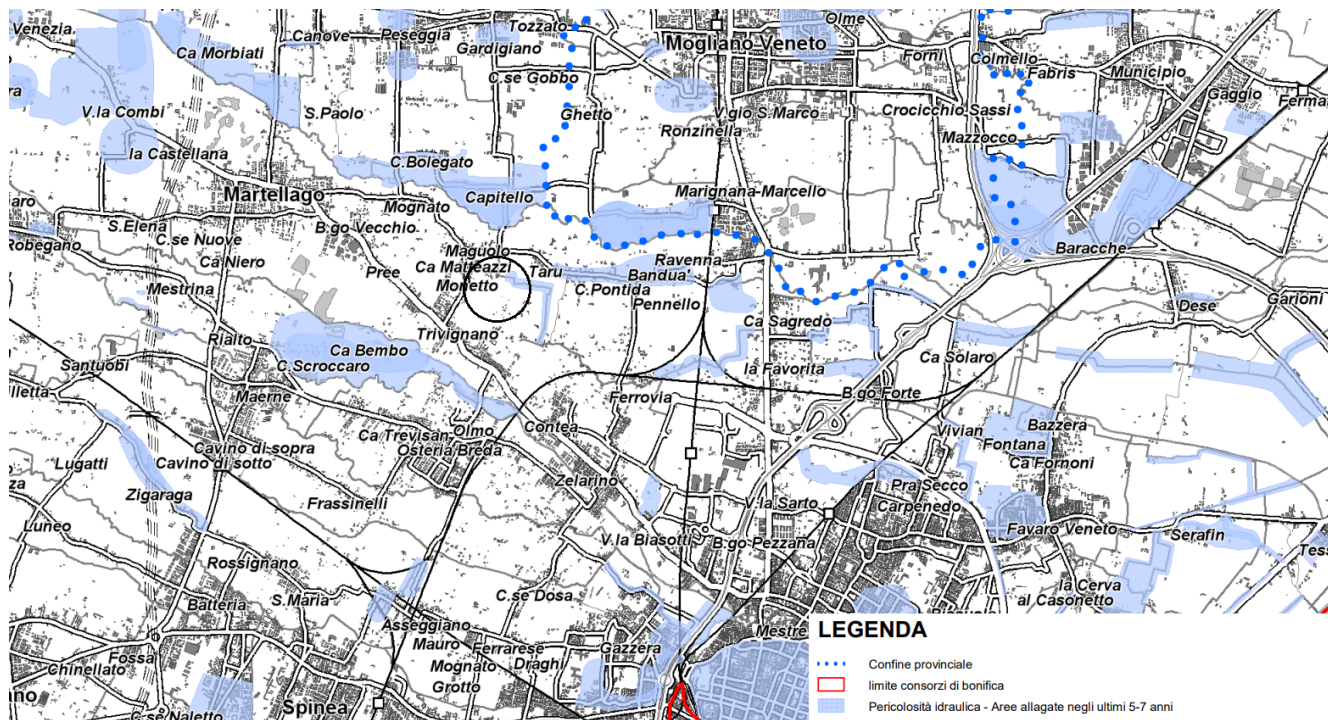 Venezia
Ca Morbiati
Canove
Peseggia
Tozzato
Gardigiano
C.se Gobbo
Mogliano Veneto
Olme
Forni
Colmello
Fabris
Municipio
Gaggio
V.la Combi
S.Paolo
Ghetto
V.gio S.Marco
Ronzinella
Crocicchio Sassi
Mazzocco
la Castellana
C.Bolegato
Martellago
Capitello
Marignana-Marcello
Mognato
S.Elena
B.go Vecchio
Robegano
C.se Nuove
Ca Niero
Maguolo
Ca Matteazzi
Monetto
Taru
Pree
Ravenna
Bandua'
C.Pontida
Pennello
Baracche
Mestrina
Dese
Garioni
Trivignano
Ca Sagredo
Rialto
Ca Bembo
C.Scroccaro
Santuobi
Ca Solaro
la Favorita
Maerne
Ferrovia
B.go Forte
Ca Trevisan
Olmo
Osteria Breda
Contea
Vivian
Bazzera
Fontana
Ca Fornoni
Cavino di sopra
Cavino di sotto
Lugatti
Zigaraga
Frassinelli
Zelarino
Pra Secco
V.la Sarto
Carpenedo
Luneo
V.la Biasotti
B.go Pezzana
Favaro Veneto
Serafin
Rossignano
S.Maria
Batteria
C.se Dosa
la Cerva
al Casonetto
Asseggiano
Mauro
Ferrarese
Gazzera
Mestre
Fossa
Chinellato
Mognato
Draghi
Grotto
Spinea
C.se Naletto
LEGENDA
Confine provinciale
limite consorzi di bonifica
Pericolosità idraulica - Aree allagate negli ultimi 5-7 anni